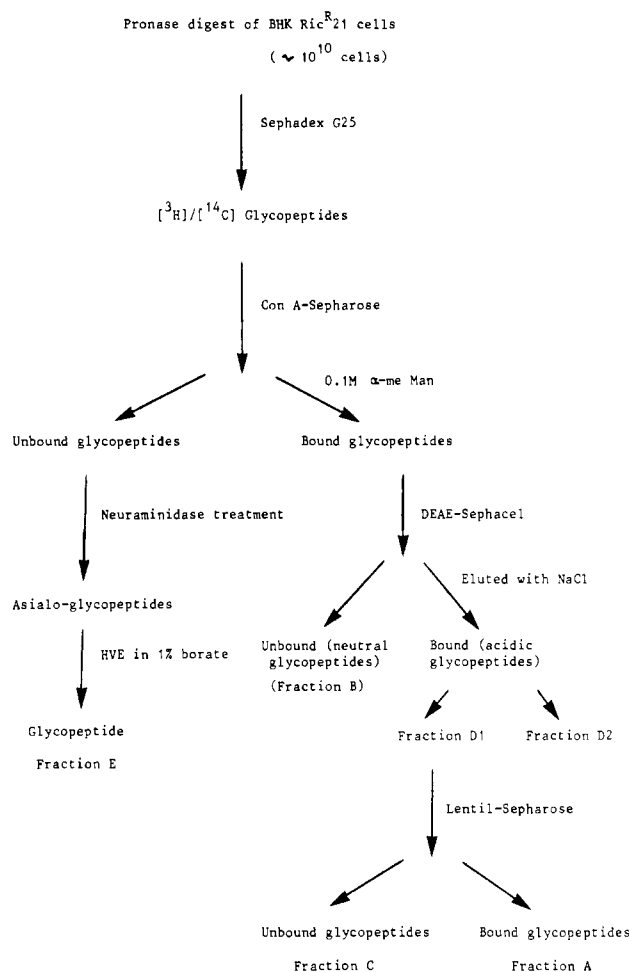 Pronase digest of BHK Ric^R21 cells
(~ 10^10 cells)
Sephadex G25
[^3H]/[^14C] Glycopeptides
Con A-Sepharose
0.1M α-me Man
Unbound glycopeptides
Bound glycopeptides
Neuraminidase treatment
DEAE-Sephacel
Eluted with NaCl
Asialo-glycopeptides
HVE in 1% borate
Unbound (neutral
glycopeptides)
(Fraction B)
Bound (acidic
glycopeptides)
Glycopeptide
Fraction E
Fraction D1
Fraction D2
Lentil-Sepharose
Unbound glycopeptides
Fraction C
Bound glycopeptides
Fraction A